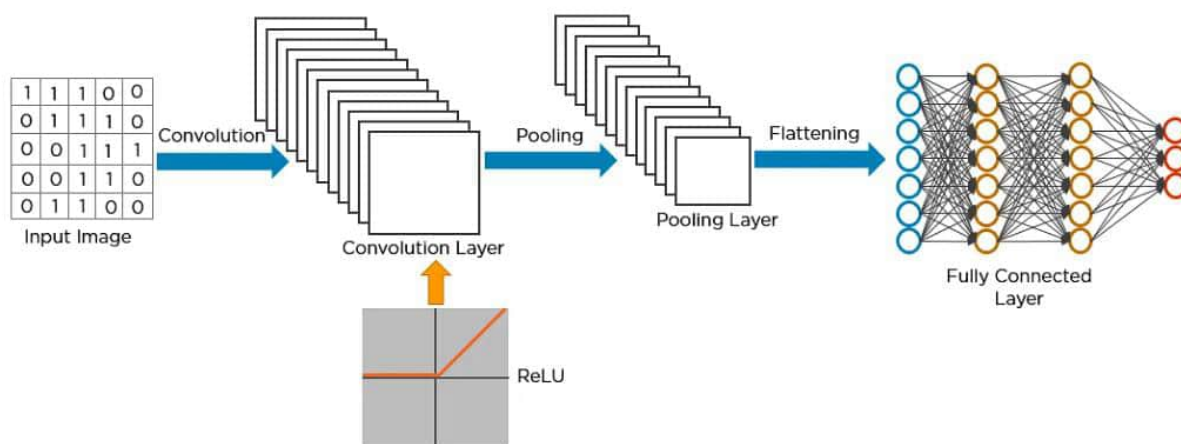 1 1 1 0 0
0 1 1 1 0
0 0 1 1 1
0 0 1 1 0
0 1 1 0 0
Input Image
Convolution
Convolution Layer
ReLU
Pooling
Pooling Layer
Flattening
Fully Connected
Layer